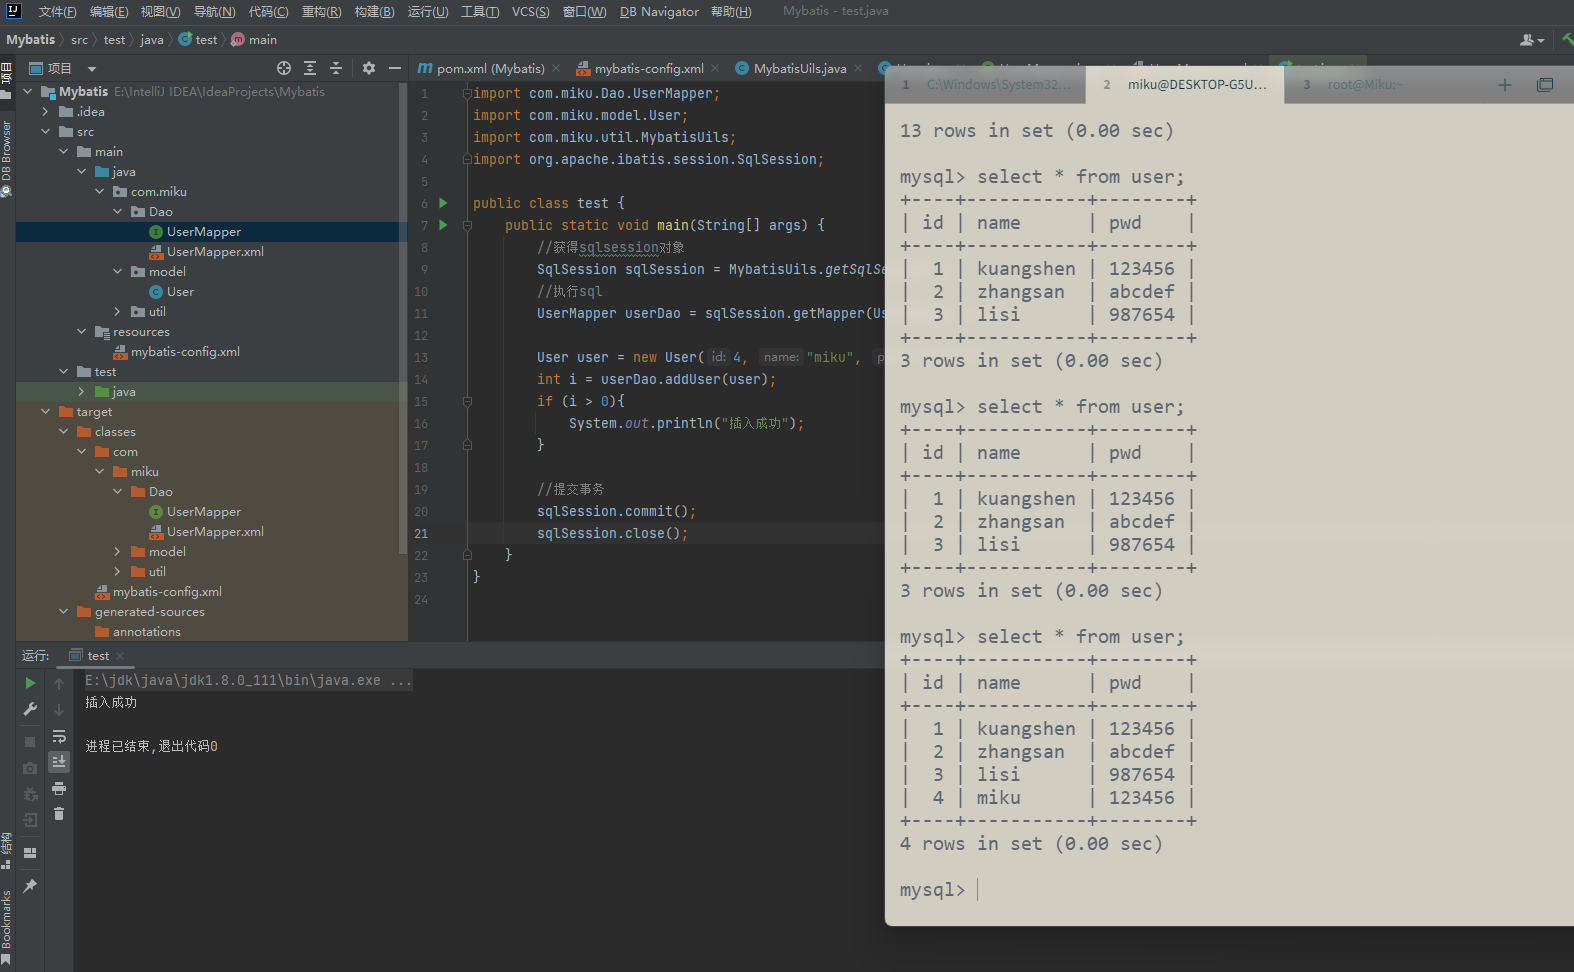 文件(F) 编辑(E) 视图(V) 导航(N) 代码(C) 重构(R) 构建(B) 运行(U) 工具(T) VCS(S) 窗口(W) DB Navigator 帮助(H) Mybatis - test.java
Mybatis src test java test main
项目
DB Browser
结构
Bookmarks
项目
Mybatis E:\IntelliJ IDEA\IdeaProjects\Mybatis
.idea
src
main
java
com.miku
Dao
UserMapper
UserMapper.xml
model
User
util
resources
mybatis-config.xml
test
java
target
classes
com
miku
Dao
UserMapper
UserMapper.xml
model
util
mybatis-config.xml
generated-sources
annotations
pom.xml (Mybatis) mybatis-config.xml MybatisUils.java
1 import com.miku.Dao.UserMapper;
2 import com.miku.model.User;
3 import com.miku.util.MybatisUils;
4 import org.apache.ibatis.session.SqlSession;
5
6 public class test {
7 public static void main(String[] args) {
8 //获得sqlsession对象
9 SqlSession sqlSession = MybatisUils.getSqlSe
10 //执行sql
11 UserMapper userDao = sqlSession.getMapper(Us
12
13 User user = new User( id: 4, name: "miku", p
14 int i = userDao.addUser(user);
15 if (i > 0){
16 System.out.println("插入成功");
17 }
18
19 //提交事务
20 sqlSession.commit();
21 sqlSession.close();
22 }
23 }
24
运行: test
E:\jdk\java\jdk1.8.0_111\bin\java.exe ...
插入成功
进程已结束,退出代码0
1 C:\Windows\System32... 2 miku@DESKTOP-G5U... 3 root@Miku:~
13 rows in set (0.00 sec)
mysql> select * from user;
+----+-----------+--------+
| id | name      | pwd    |
+----+-----------+--------+
|  1 | kuangshen | 123456 |
|  2 | zhangsan  | abcdef |
|  3 | lisi      | 987654 |
+----+-----------+--------+
3 rows in set (0.00 sec)
mysql> select * from user;
+----+-----------+--------+
| id | name      | pwd    |
+----+-----------+--------+
|  1 | kuangshen | 123456 |
|  2 | zhangsan  | abcdef |
|  3 | lisi      | 987654 |
+----+-----------+--------+
3 rows in set (0.00 sec)
mysql> select * from user;
+----+-----------+--------+
| id | name      | pwd    |
+----+-----------+--------+
|  1 | kuangshen | 123456 |
|  2 | zhangsan  | abcdef |
|  3 | lisi      | 987654 |
|  4 | miku      | 123456 |
+----+-----------+--------+
4 rows in set (0.00 sec)
mysql>